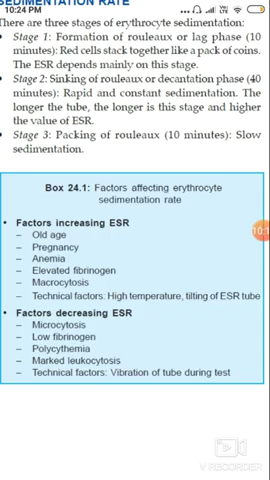 SEDIMENTATION RATE
10:24 PM
There are three stages of erythrocyte sedimentation:
• Stage 1: Formation of rouleaux or lag phase (10
minutes): Red cells stack together like a pack of coins.
The ESR depends mainly on this stage.
• Stage 2: Sinking of rouleaux or decantation phase (40
minutes): Rapid and constant sedimentation. The
longer the tube, the longer is this stage and higher
the value of ESR.
• Stage 3: Packing of rouleaux (10 minutes): Slow
sedimentation.
Box 24.1: Factors affecting erythrocyte
sedimentation rate
• Factors increasing ESR
– Old age
– Pregnancy
– Anemia
– Elevated fibrinogen
– Macrocytosis
– Technical factors: High temperature, tilting of ESR tube
• Factors decreasing ESR
– Microcytosis
– Low fibrinogen
– Polycythemia
– Marked leukocytosis
– Technical factors: Vibration of tube during test
10:1
V RECORDER